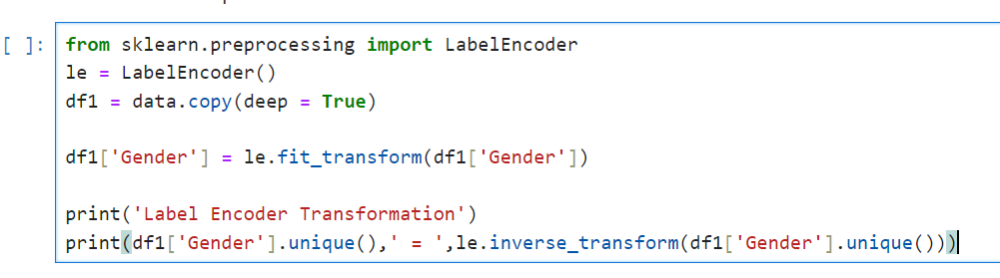 [ ]:
from sklearn.preprocessing import LabelEncoder
le = LabelEncoder()
df1 = data.copy(deep = True)
df1['Gender'] = le.fit_transform(df1['Gender'])
print('Label Encoder Transformation')
print(df1['Gender'].unique(),' = ',le.inverse_transform(df1['Gender'].unique()))